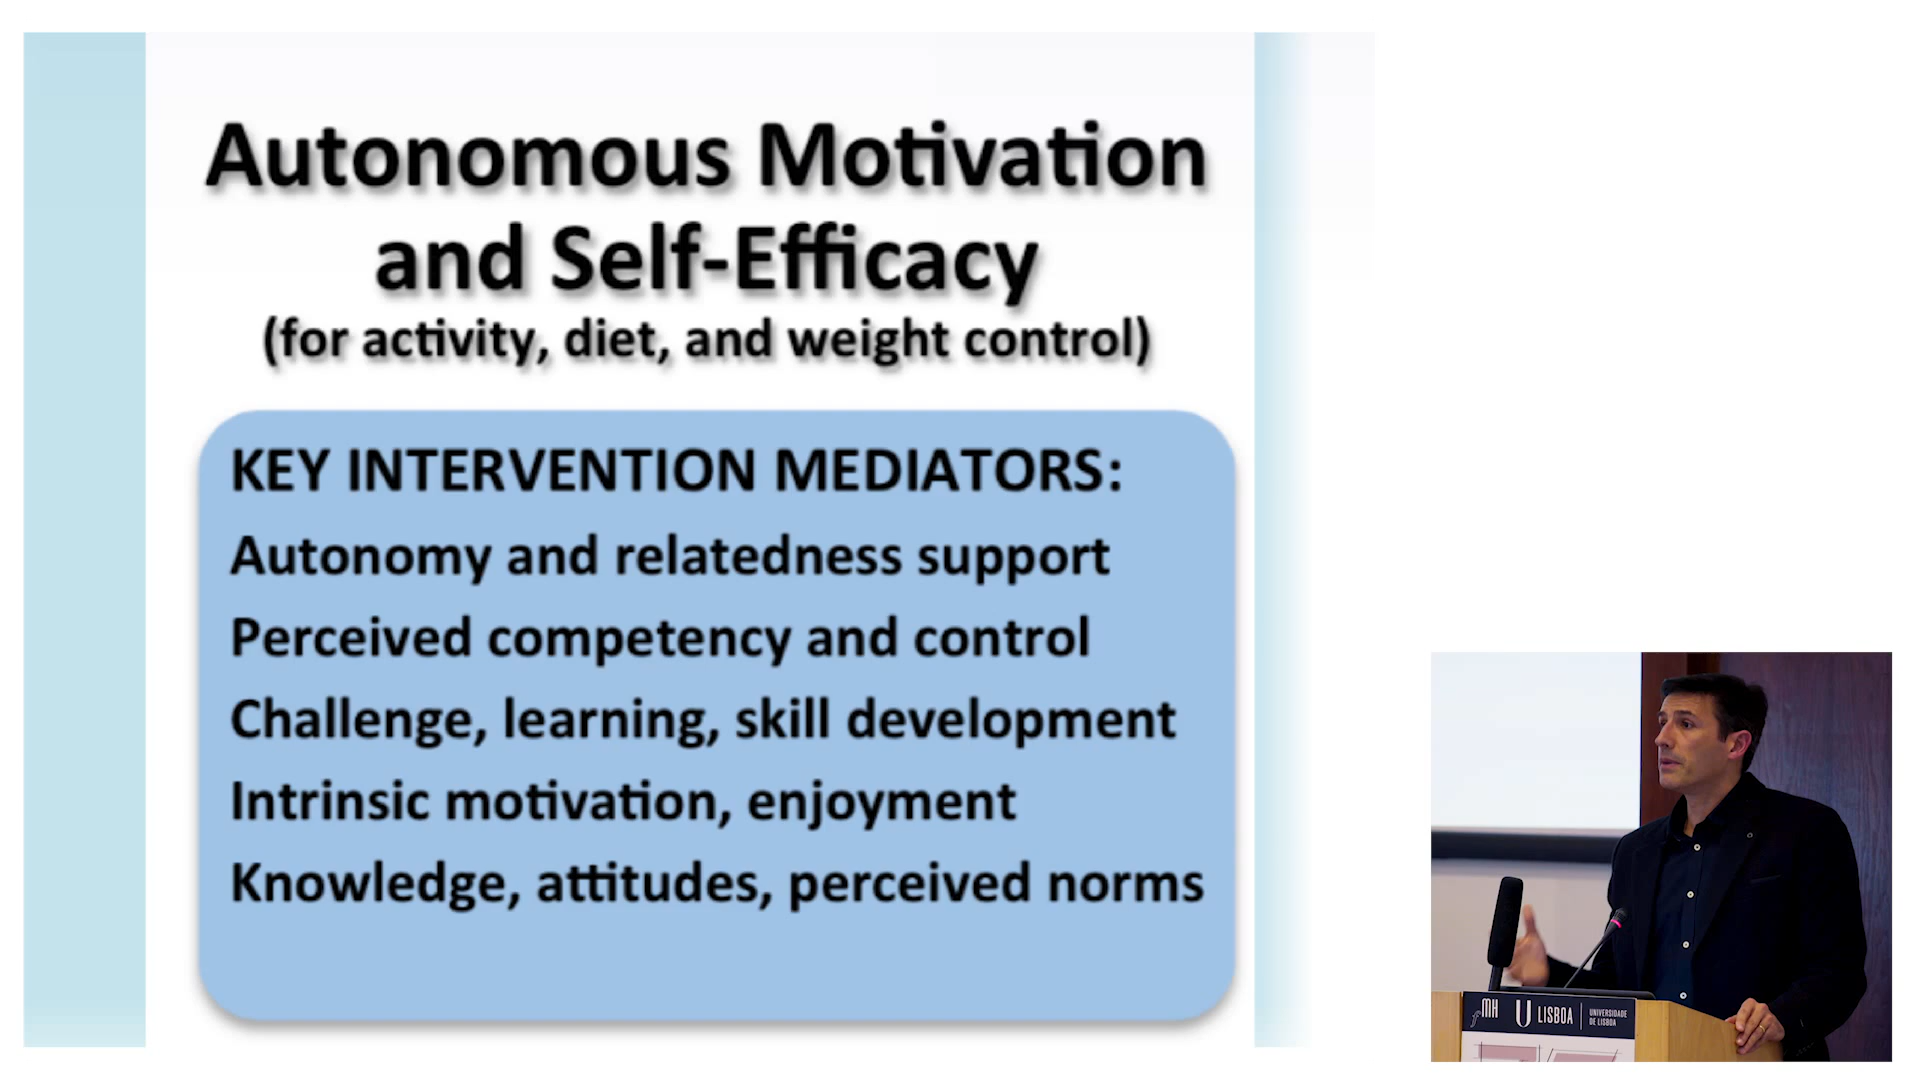 Autonomous Motivation
and Self-Efficacy
(for activity, diet, and weight control)
KEY INTERVENTION MEDIATORS:
Autonomy and relatedness support
Perceived competency and control
Challenge, learning, skill development
Intrinsic motivation, enjoyment
Knowledge, attitudes, perceived norms
fMH
U LISBOA
UNIVERSIDADE
DE LISBOA